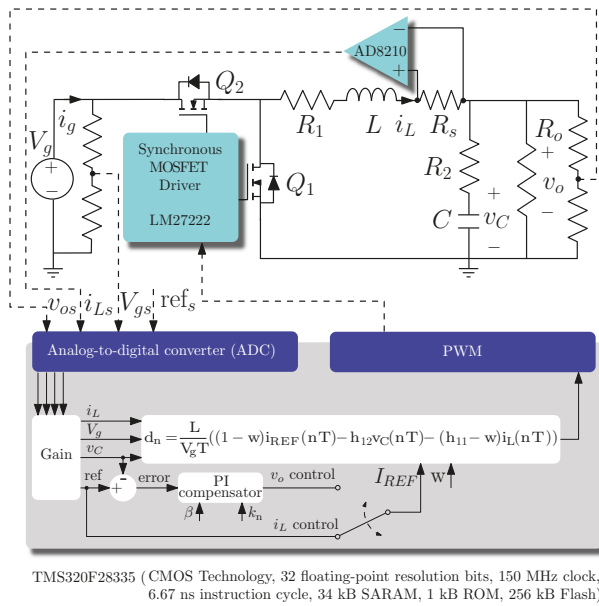 AD8210
−
+
Q₂
i_g
V_g
+
−
R₁
L
i_L
R_s
Synchronous
MOSFET
Driver
LM27222
Q₁
R₂
C
+
v_C
−
R_o
+
v_o
−
v_os
i_Ls
V_gs
ref_s
Analog-to-digital converter (ADC)
PWM
Gain
i_L
V_g
v_C
ref
d_n = L/(V_g T) ((1 − w)i_REF(nT) − h₁₂v_C(nT) − (h₁₁ − w)i_L(nT))
+
-
error
PI
compensator
β
k_n
v_o control
i_L control
I_REF
w
TMS320F28335 ( CMOS Technology, 32 floating-point resolution bits, 150 MHz clock,
6.67 ns instruction cycle, 34 kB SARAM, 1 kB ROM, 256 kB Flash)